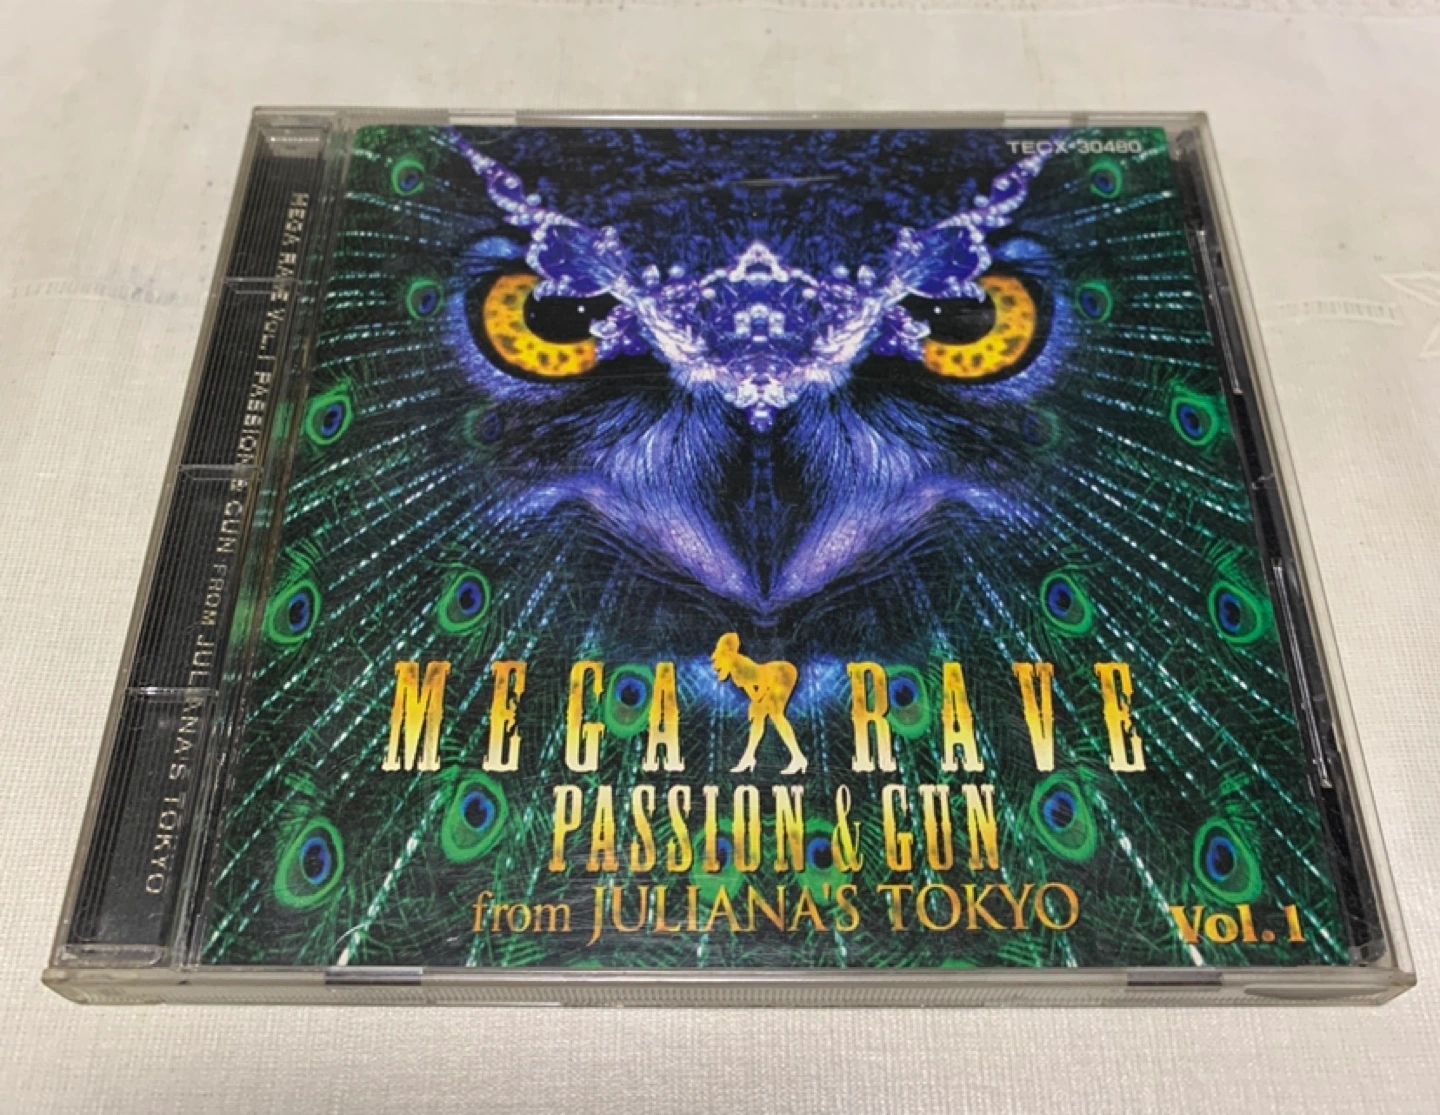 TECX-30480
MEGA RAVE
PASSION & GUN
from JULIANA'S TOKYO
Vol. 1
MEGA RAVE VOL. 1 PASSION & GUN FROM JULIANA'S TOKYO